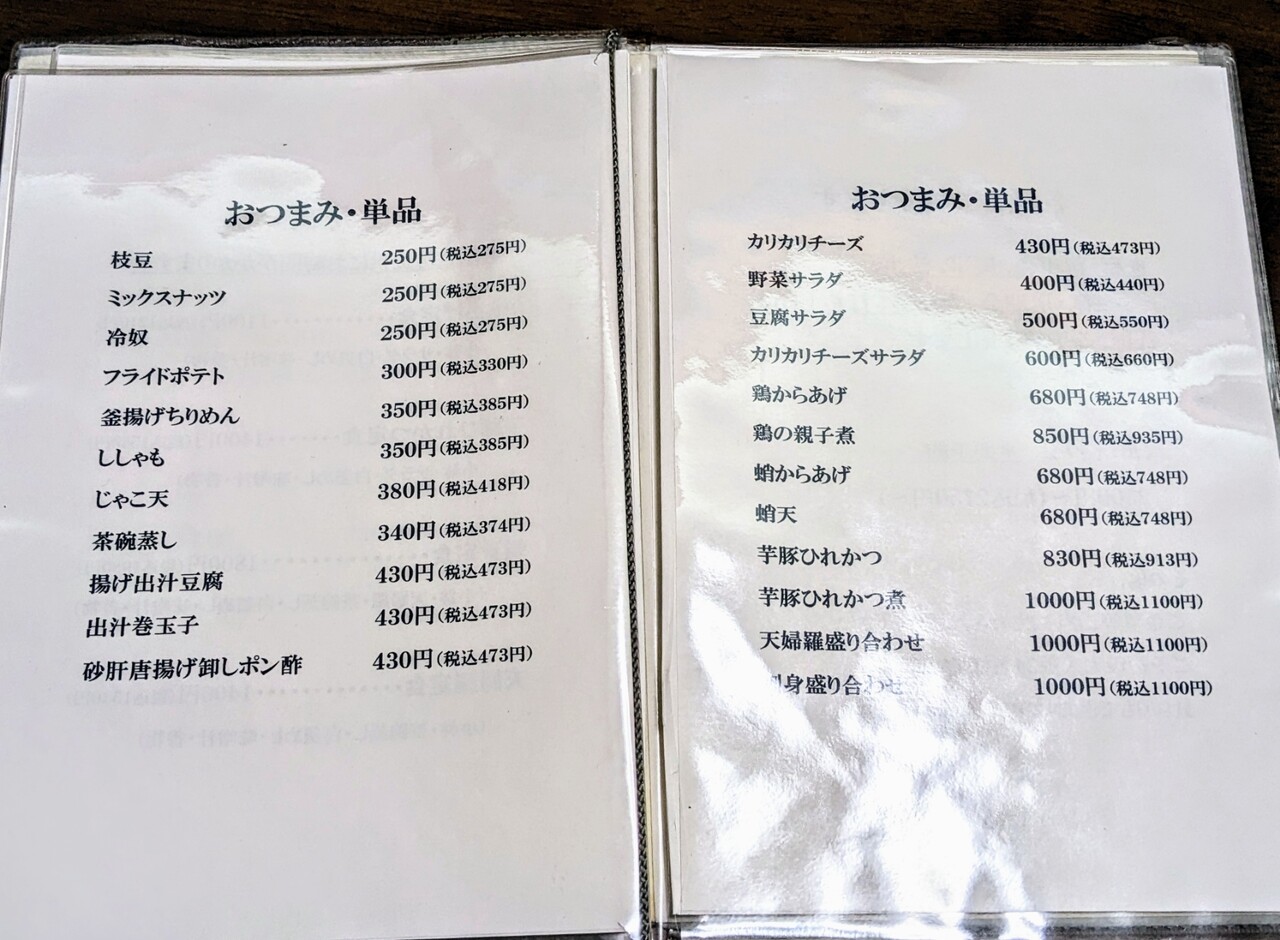 おつまみ・単品
枝豆 250円(税込275円)
ミックスナッツ 250円(税込275円)
冷奴 250円(税込275円)
フライドポテト 300円(税込330円)
釜揚げちりめん 350円(税込385円)
ししゃも 350円(税込385円)
じゃこ天 380円(税込418円)
茶碗蒸し 340円(税込374円)
揚げ出汁豆腐 430円(税込473円)
出汁巻玉子 430円(税込473円)
砂肝唐揚げ卸しポン酢 430円(税込473円)
おつまみ・単品
カリカリチーズ 430円(税込473円)
野菜サラダ 400円(税込440円)
豆腐サラダ 500円(税込550円)
カリカリチーズサラダ 600円(税込660円)
鶏からあげ 680円(税込748円)
鶏の親子煮 850円(税込935円)
蛸からあげ 680円(税込748円)
蛸天 680円(税込748円)
芋豚ひれかつ 830円(税込913円)
芋豚ひれかつ煮 1000円(税込1100円)
天婦羅盛り合わせ 1000円(税込1100円)
刺身盛り合わせ 1000円(税込1100円)